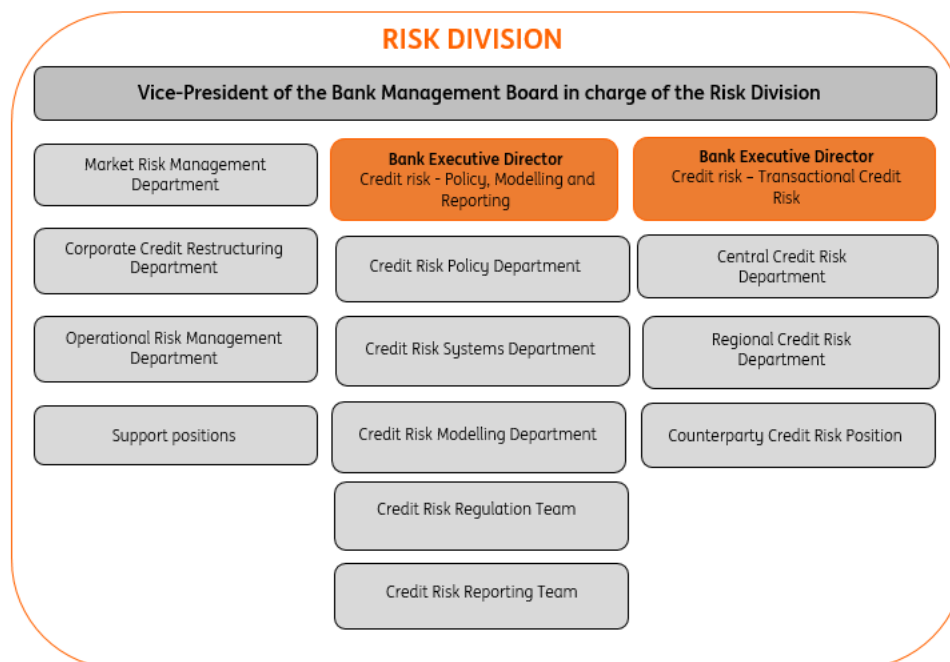 RISK DIVISION
Vice-President of the Bank Management Board in charge of the Risk Division
Market Risk Management
Department
Corporate Credit Restructuring
Department
Operational Risk Management
Department
Support positions
Bank Executive Director
Credit risk - Policy, Modelling and
Reporting
Credit Risk Policy Department
Credit Risk Systems Department
Credit Risk Modelling Department
Credit Risk Regulation Team
Credit Risk Reporting Team
Bank Executive Director
Credit risk – Transactional Credit
Risk
Central Credit Risk
Department
Regional Credit Risk
Department
Counterparty Credit Risk Position